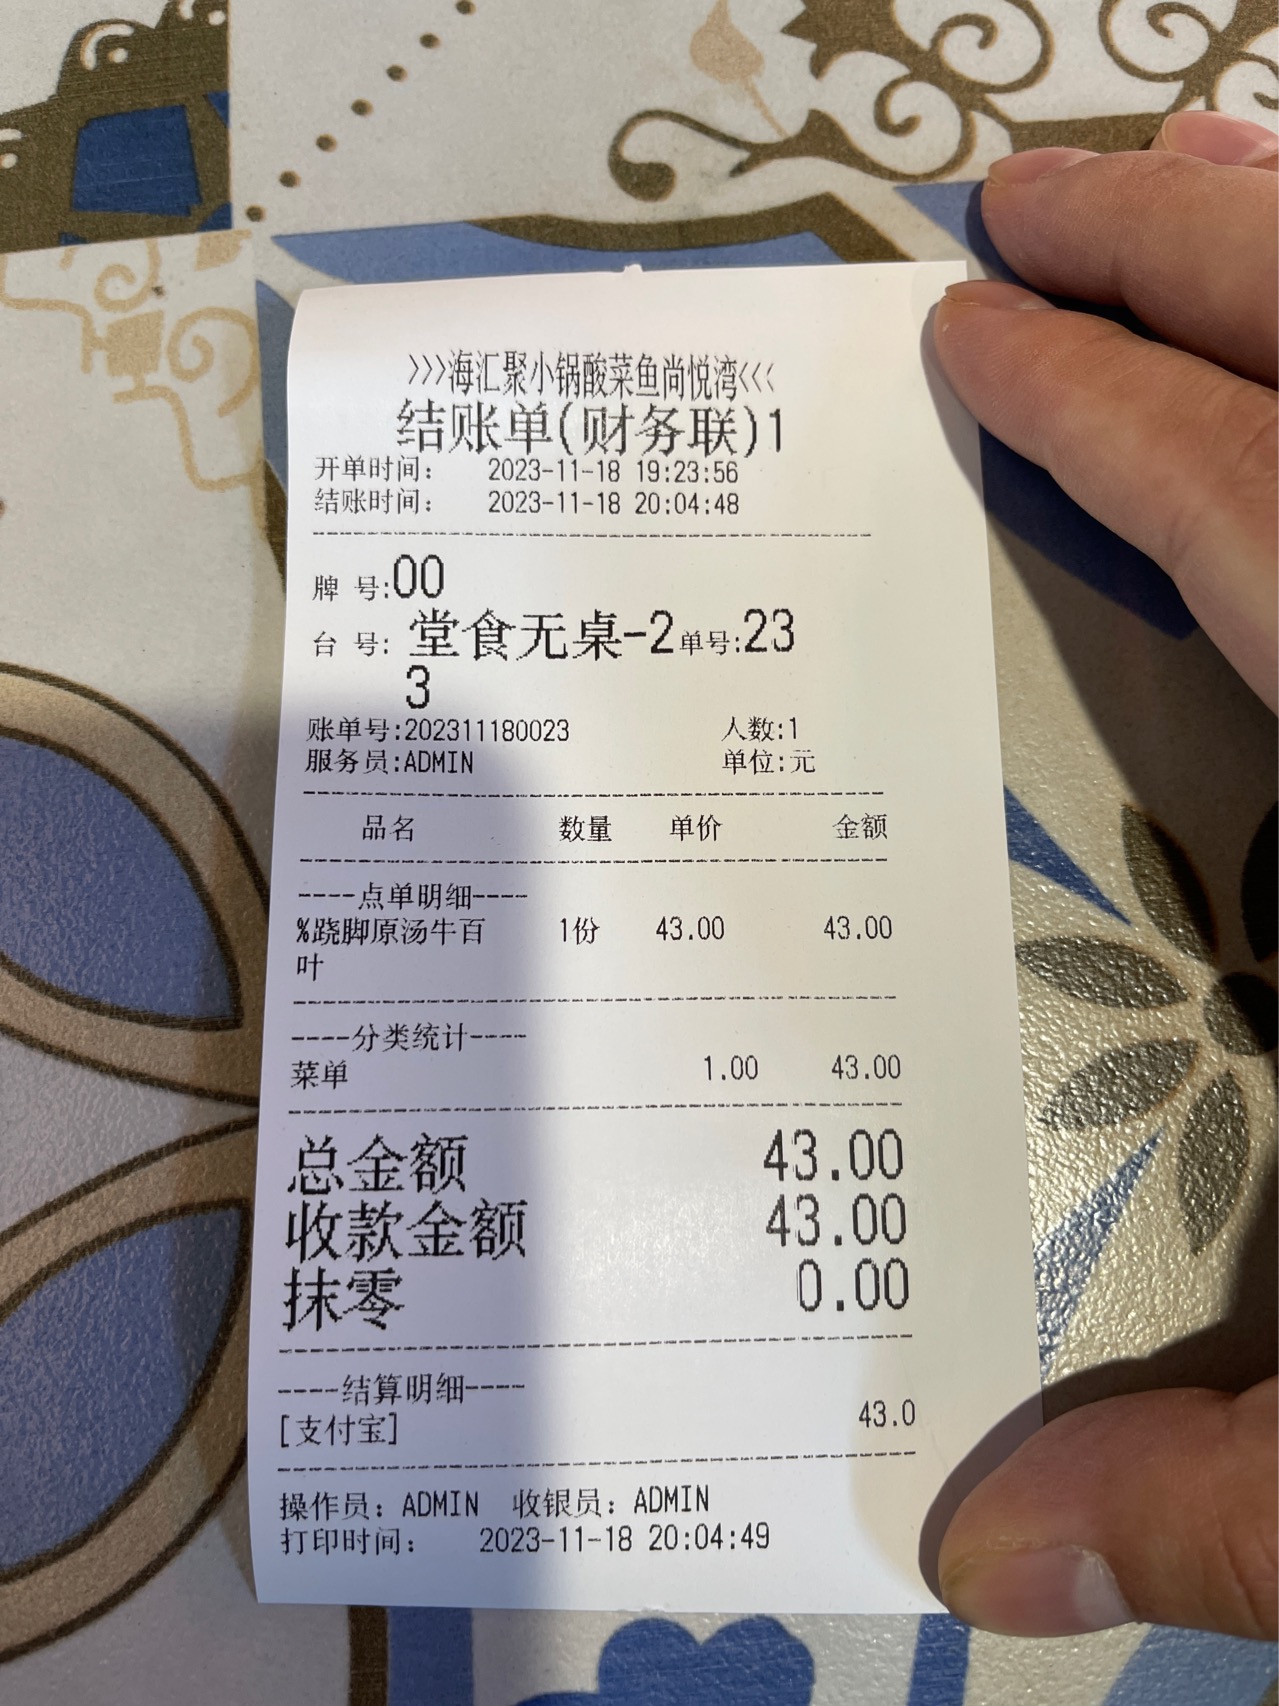 >>>海汇聚小锅酸菜鱼尚悦湾<<<
结账单(财务联)1
开单时间： 2023-11-18 19:23:56
结账时间： 2023-11-18 20:04:48
牌 号:00
台 号: 堂食无桌-2单号:23
3
账单号:202311180023 人数:1
服务员:ADMIN 单位:元
品名 数量 单价 金额
----点单明细----
%跷脚原汤牛百 1份 43.00 43.00
叶
----分类统计----
菜单 1.00 43.00
总金额 43.00
收款金额 43.00
抹零 0.00
----结算明细----
[支付宝] 43.0
操作员：ADMIN 收银员：ADMIN
打印时间： 2023-11-18 20:04:49